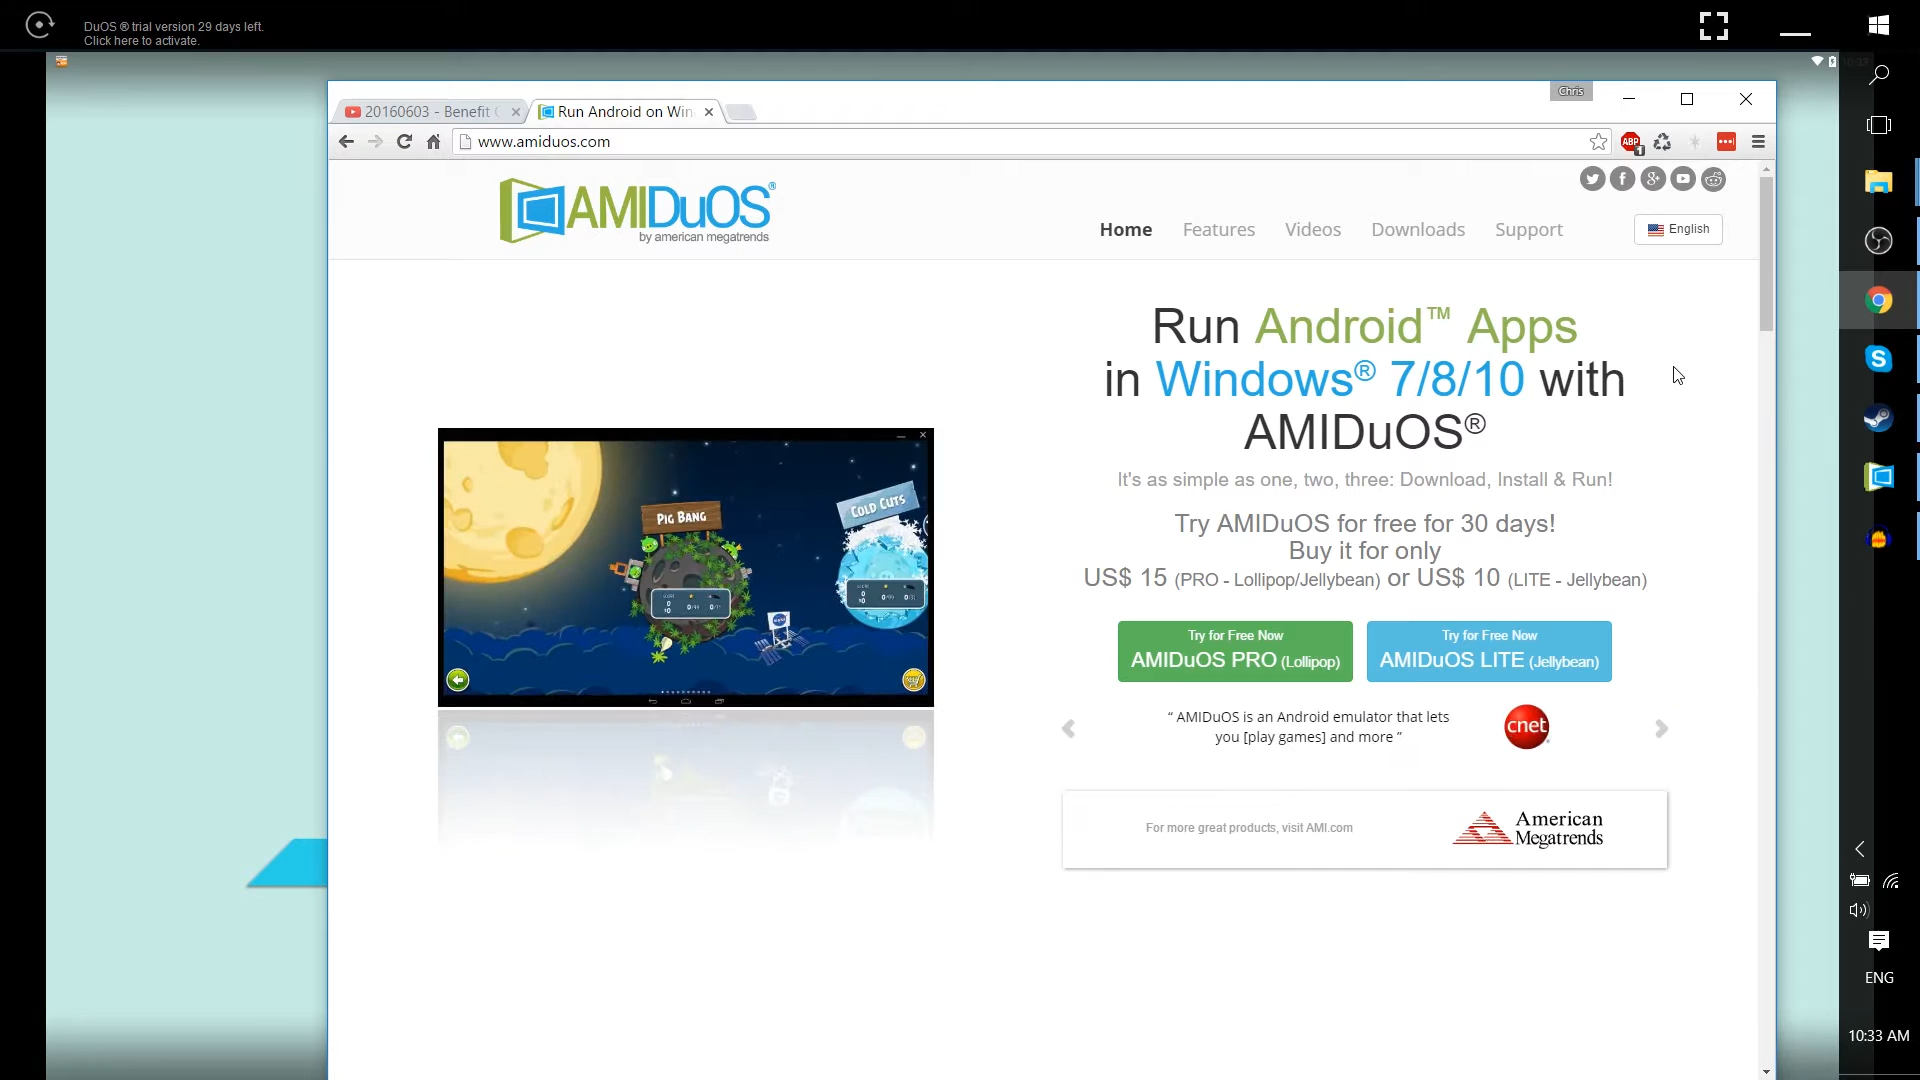 DuOS ® trial version 29 days left.
Click here to activate.
Chris
20160603 - Benefit
Run Android on Win
www.amiduos.com
ABP
1
AMIDuOS®
by american megatrends
Home
Features
Videos
Downloads
Support
English
Run Android™ Apps
in Windows® 7/8/10 with
AMIDuOS®
It's as simple as one, two, three: Download, Install & Run!
Try AMIDuOS for free for 30 days!
Buy it for only
US$ 15 (PRO - Lollipop/Jellybean) or US$ 10 (LITE - Jellybean)
Try for Free Now
AMIDuOS PRO (Lollipop)
Try for Free Now
AMIDuOS LITE (Jellybean)
PIG BANG
COLD CUTS
“ AMIDuOS is an Android emulator that lets
you [play games] and more ”
cnet
For more great products, visit AMI.com
American
Megatrends
ENG
10:33 AM